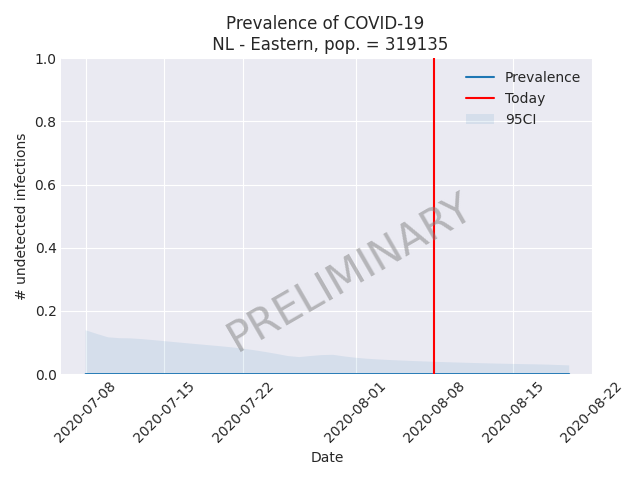 Prevalence of COVID-19
NL - Eastern, pop. = 319135
1.0
0.8
0.6
0.4
0.2
0.0
# undetected infections
Prevalence
Today
95CI
PRELIMINARY
2020-07-08
2020-07-15
2020-07-22
2020-08-01
2020-08-08
2020-08-15
2020-08-22
Date